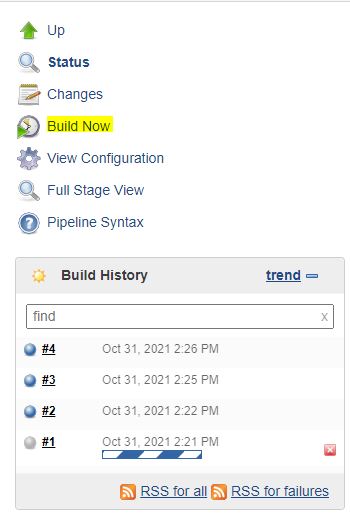 Up
Status
Changes
Build Now
View Configuration
Full Stage View
Pipeline Syntax
Build History trend
find x
#4 Oct 31, 2021 2:26 PM
#3 Oct 31, 2021 2:25 PM
#2 Oct 31, 2021 2:22 PM
#1 Oct 31, 2021 2:21 PM
RSS for all RSS for failures